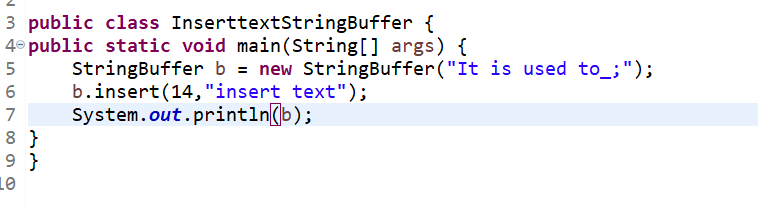 3 public class InserttextStringBuffer {
4 public static void main(String[] args) {
5     StringBuffer b = new StringBuffer("It is used to_;");
6     b.insert(14,"insert text");
7     System.out.println(b);
8 }
9 }
10